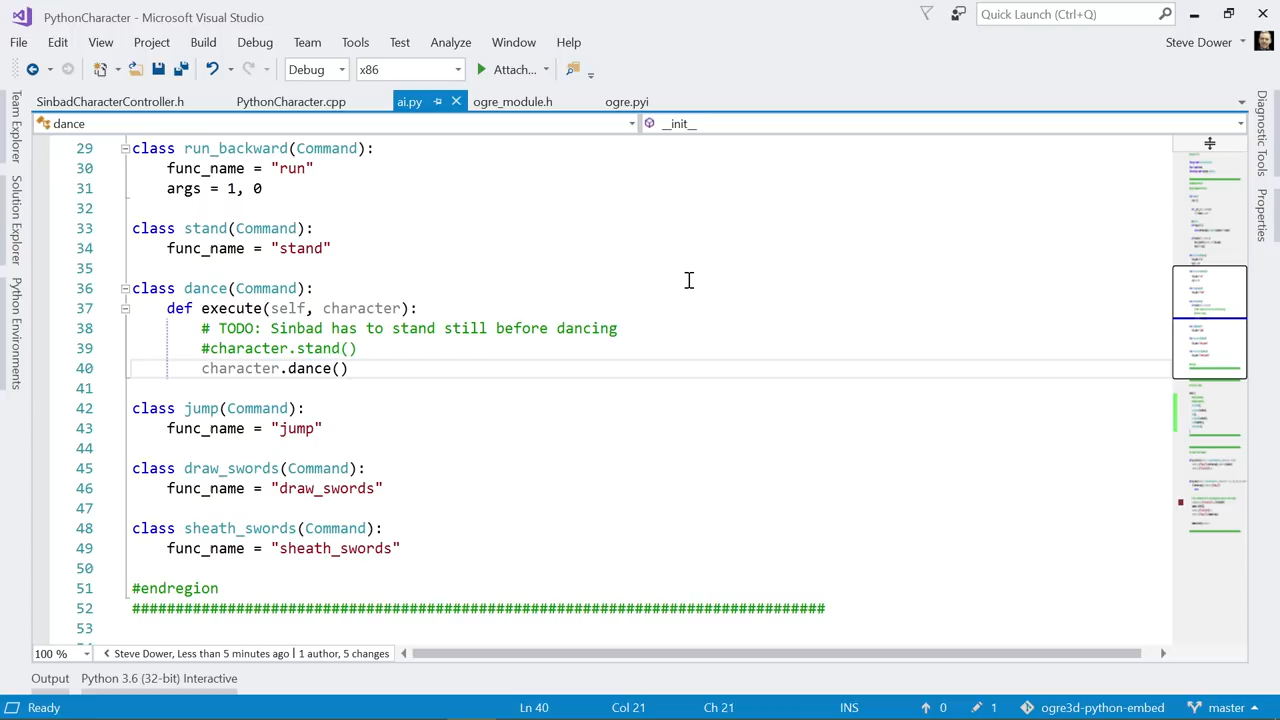 PythonCharacter - Microsoft Visual Studio
Quick Launch (Ctrl+Q)
File Edit View Project Build Debug Team Tools Test Analyze Window Help
Steve Dower
Debug x86 Attach...
SinbadCharacterController.h PythonCharacter.cpp ai.py ogre_module.h ogre.pyi
dance __init__
Team Explorer
Solution Explorer
Python Environments
Diagnostic Tools
Properties
29 class run_backward(Command):
30 func_name = "run"
31 args = 1, 0
32
33 class stand(Command):
34 func_name = "stand"
35
36 class dance(Command):
37 def execute(self, character):
38 # TODO: Sinbad has to stand still before dancing
39 #character.stand()
40 character.dance()
41
42 class jump(Command):
43 func_name = "jump"
44
45 class draw_swords(Command):
46 func_name = "draw_swords"
47
48 class sheath_swords(Command):
49 func_name = "sheath_swords"
50
51 #endregion
52 ################################################################################
53
100 % Steve Dower, Less than 5 minutes ago | 1 author, 5 changes
Output Python 3.6 (32-bit) Interactive
Ready Ln 40 Col 21 Ch 21 INS 0 1 ogre3d-python-embed master